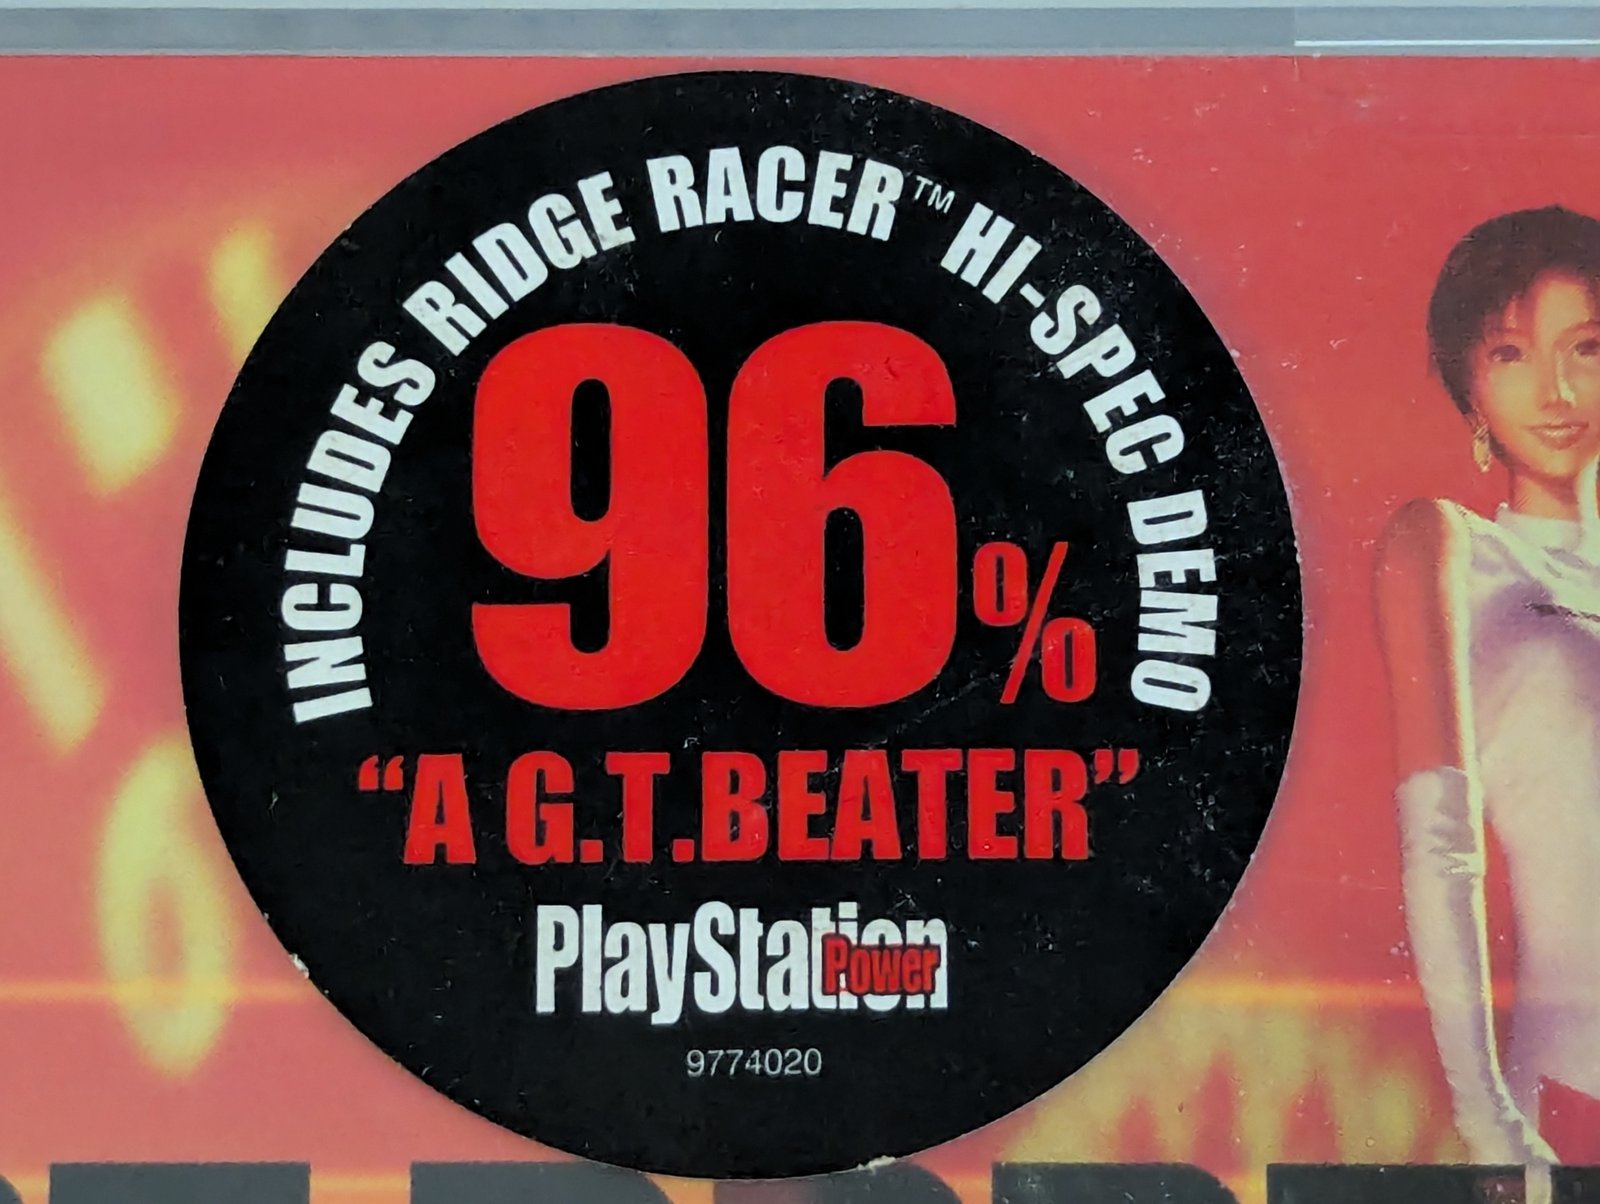 INCLUDES RIDGE RACER™ HI-SPEC DEMO
96%
“A G.T.BEATER”
PlayStation
Power
9774020